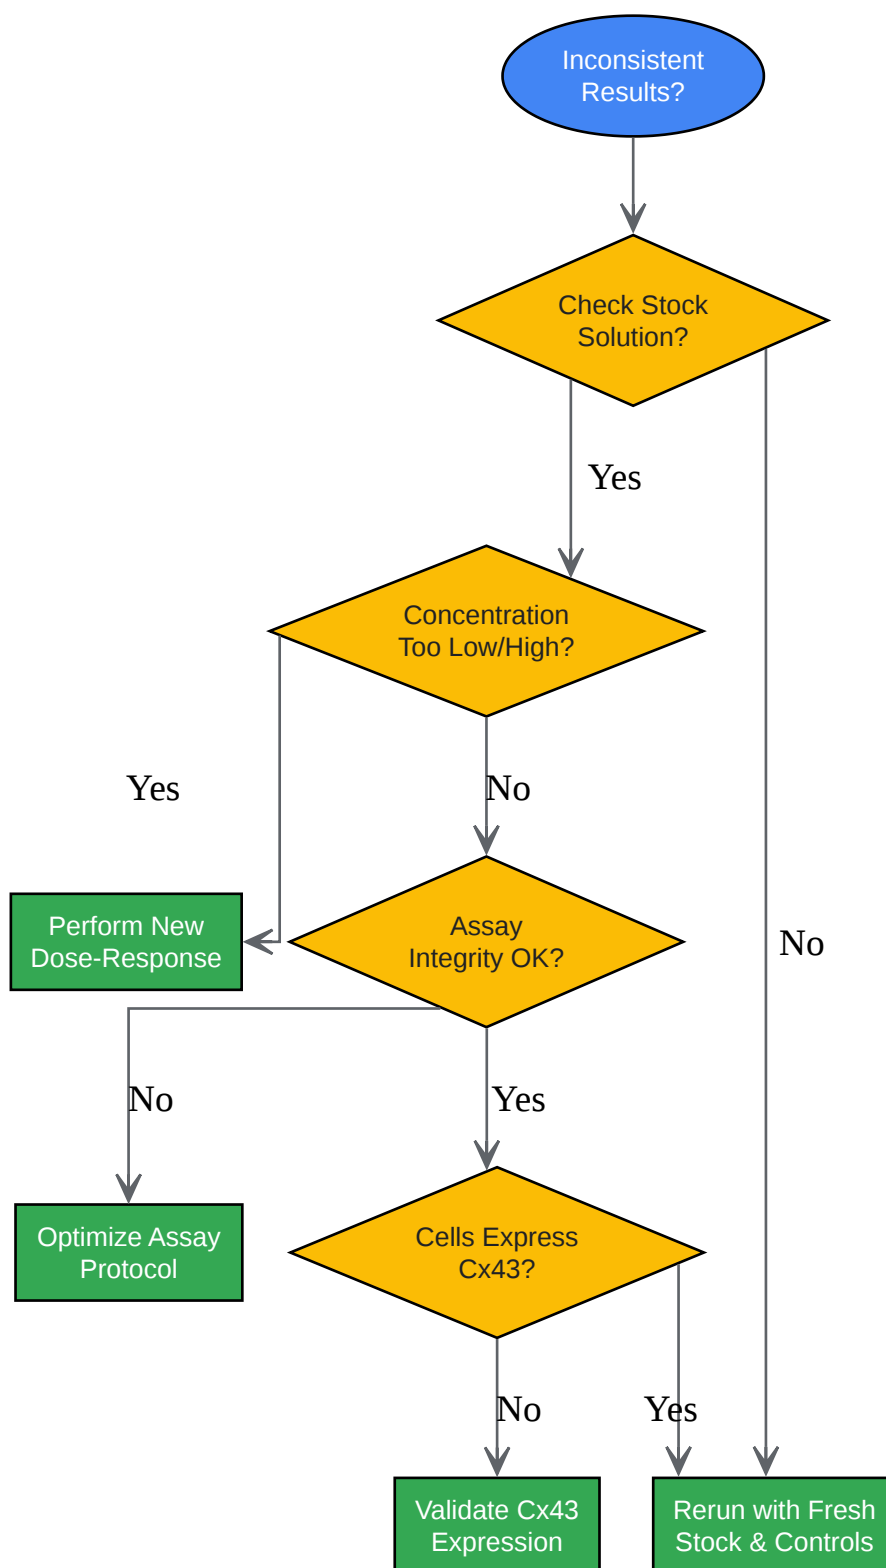 Inconsistent
Results?
Check Stock
Solution?
Yes
Concentration
Too Low/High?
Yes
No
Perform New
Dose-Response
Assay
Integrity OK?
No
No
Yes
Optimize Assay
Protocol
Cells Express
Cx43?
No
Yes
Validate Cx43
Expression
Rerun with Fresh
Stock & Controls